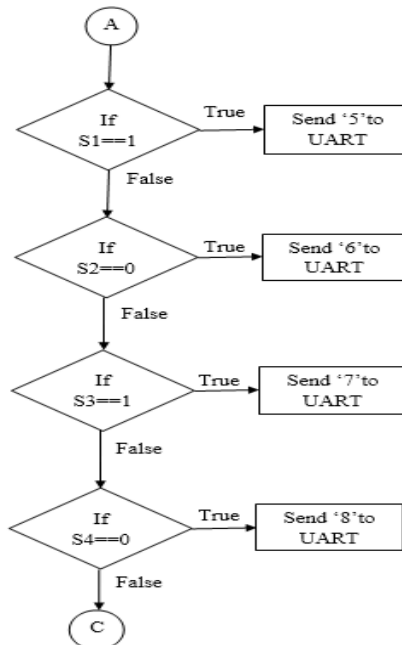 A
If
S1==1
True
Send ‘5’to
UART
False
If
S2==0
True
Send ‘6’to
UART
False
If
S3==1
True
Send ‘7’to
UART
False
If
S4==0
True
Send ‘8’to
UART
False
C